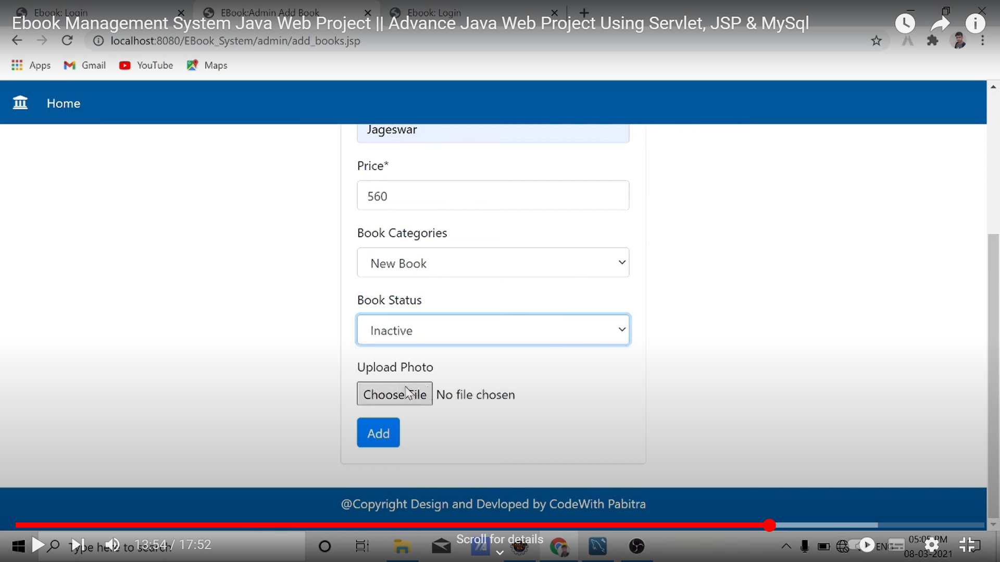 Ebook: Login
EBook:Admin Add Book
Ebook: Login
Ebook Management System Java Web Project || Advance Java Web Project Using Servlet, JSP & MySql
localhost:8080/EBook_System/admin/add_books.jsp
Apps
Gmail
YouTube
Maps
Home
Jageswar
Price*
560
Book Categories
New Book
Book Status
Inactive
Upload Photo
Choose File No file chosen
Add
@Copyright Design and Devloped by CodeWith Pabitra
Scroll for details
Type here to search
13:54 / 17:52
ENG
05:05 PM
08-03-2021